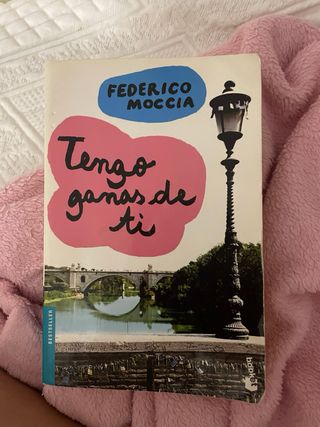 FEDERICO
MOCCIA
Tengo
ganas de
ti
BESTSELLER
booket